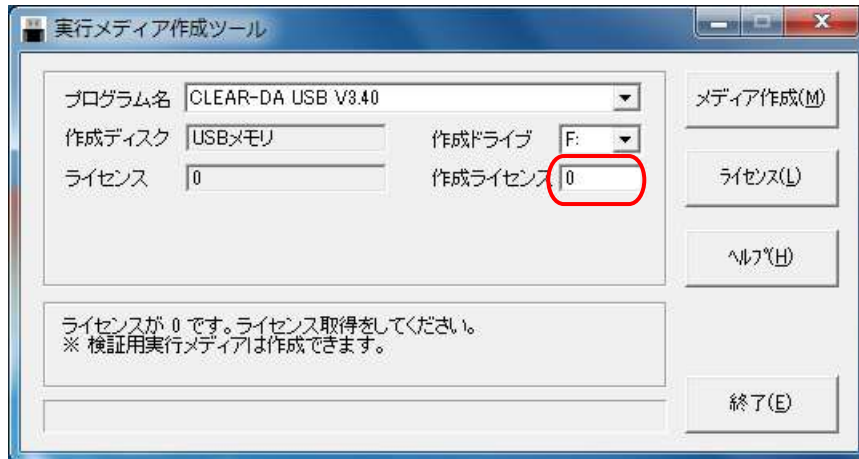 実行メディア作成ツール
プログラム名 CLEAR-DA USB V3.40
メディア作成(M)
作成ディスク USBメモリ 作成ドライブ F:
ライセンス 0 作成ライセンス 0
ライセンス(L)
ヘルプ(H)
ライセンスが 0 です。ライセンス取得をしてください。
※ 検証用実行メディアは作成できます。
終了(E)